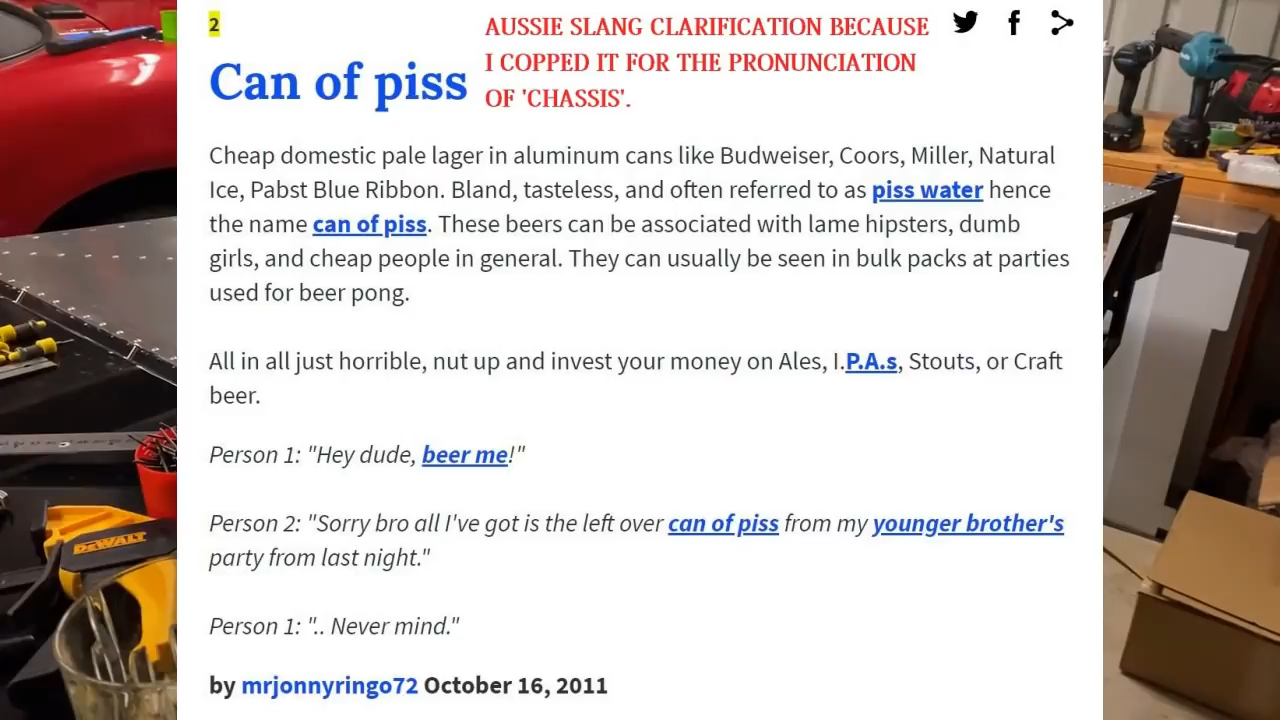 2
AUSSIE SLANG CLARIFICATION BECAUSE
I COPPED IT FOR THE PRONUNCIATION
OF 'CHASSIS'.
Can of piss
Cheap domestic pale lager in aluminum cans like Budweiser, Coors, Miller, Natural
Ice, Pabst Blue Ribbon. Bland, tasteless, and often referred to as piss water hence
the name can of piss. These beers can be associated with lame hipsters, dumb
girls, and cheap people in general. They can usually be seen in bulk packs at parties
used for beer pong.
All in all just horrible, nut up and invest your money on Ales, I.P.A.s, Stouts, or Craft
beer.
Person 1: "Hey dude, beer me!"
Person 2: "Sorry bro all I've got is the left over can of piss from my younger brother's
party from last night."
Person 1: ".. Never mind."
by mrjonnyringo72 October 16, 2011
DEWALT